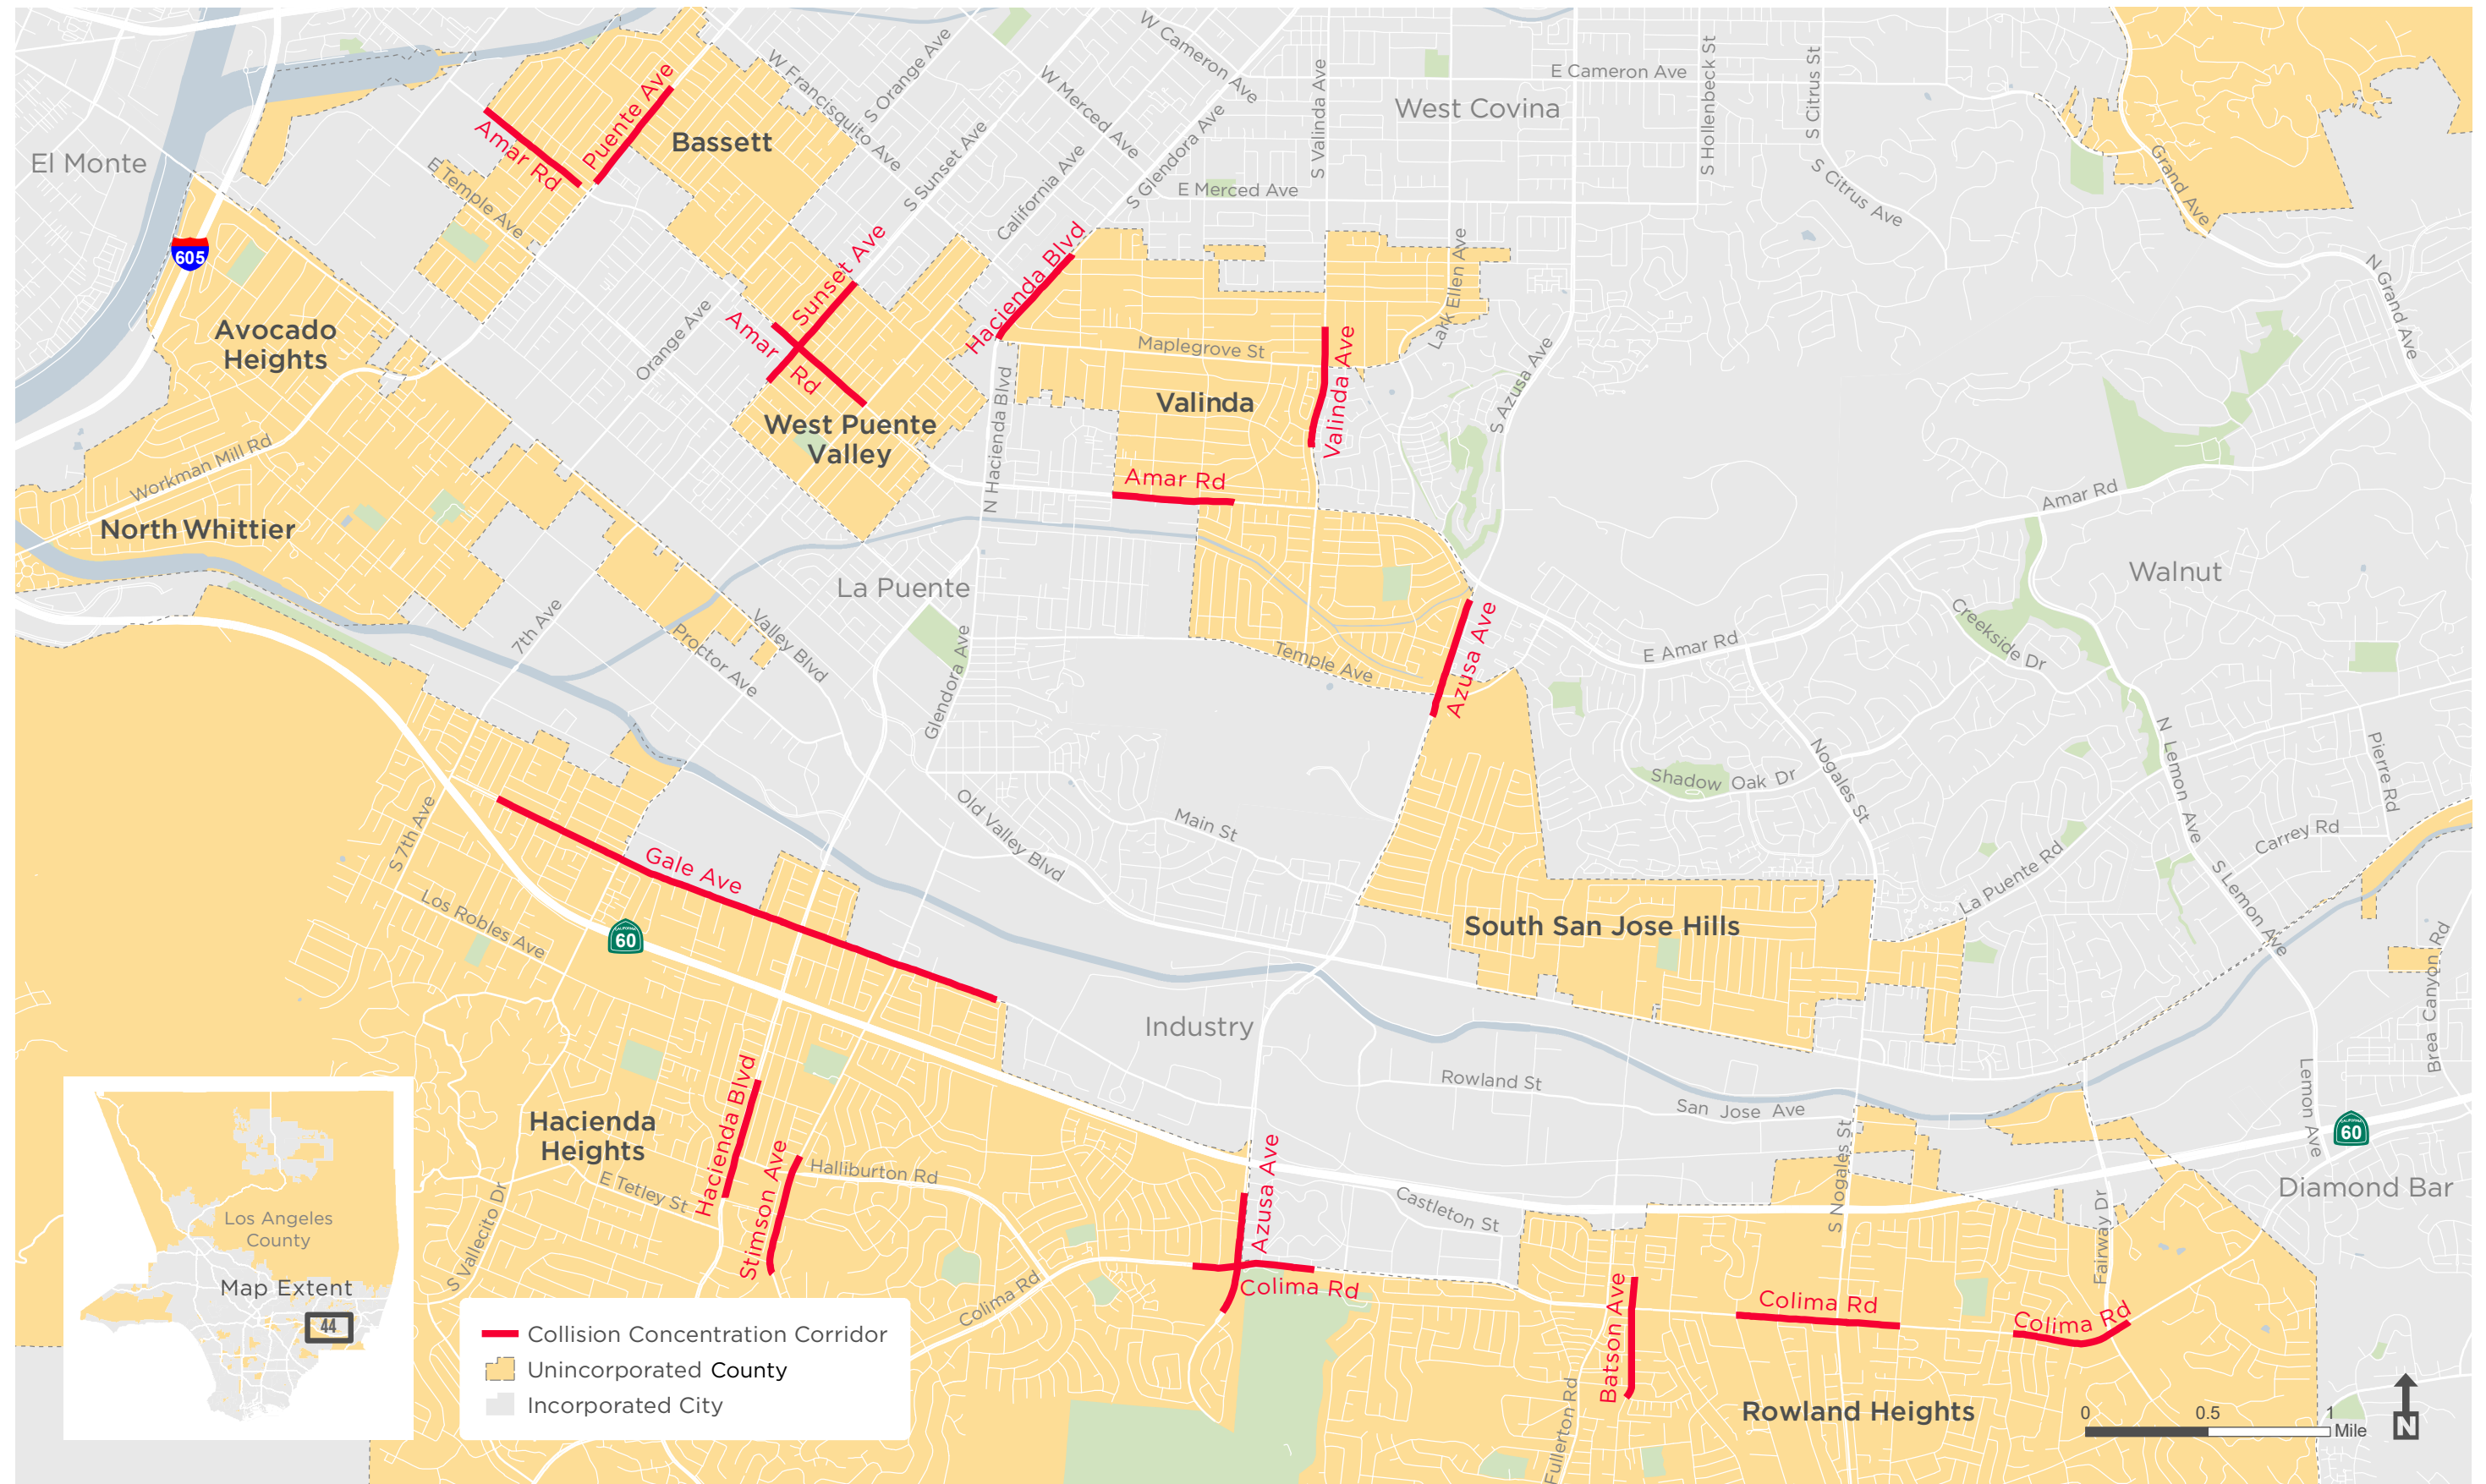 W Cameron Ave
S Orange Ave
W Francisquito Ave
W Merced Ave
E Cameron Ave
S Hollenbeck St
S Citrus St
West Covina
Puente Ave
Amar Rd
Bassett
El Monte
E Temple Ave
S Sunset Ave
California Ave
S Glendora Ave
S Valinda Ave
E Merced Ave
S Citrus Ave
Grand Ave
N Grand Ave
605
Sunset Ave
Hacienda Blvd
Lark Ellen Ave
Avocado
Heights
Orange Ave
Amar
Rd
Maplegrove St
Valinda Ave
S Azusa Ave
Valinda
West Puente
Valley
N Hacienda Blvd
Workman Mill Rd
Amar Rd
Amar Rd
North Whittier
La Puente
Walnut
7th Ave
Proctor Ave
Valley Blvd
Glendora Ave
Temple Ave
Azusa Ave
E Amar Rd
Creekside Dr
Nogales St
Shadow Oak Dr
N Lemon Ave
Pierre Rd
S 7th Ave
Gale Ave
Old Valley Blvd
Main St
Carrey Rd
La Puente Rd
S Lemon Ave
Los Robles Ave
60
South San Jose Hills
Brea Canyon Rd
Industry
Rowland St
San Jose Ave
Lemon Ave
60
Hacienda
Heights
Hacienda Blvd
Stimson Ave
Halliburton Rd
E Tetley St
S Vallecito Dr
Azusa Ave
Castleton St
S Nogales St
Fairway Dr
Diamond Bar
Colima Rd
Colima Rd
Batson Ave
Colima Rd
Colima Rd
Fullerton Rd
Rowland Heights
Los Angeles
County
Map Extent
44
Collision Concentration Corridor
Unincorporated County
Incorporated City
0 0.5 1
Mile
N